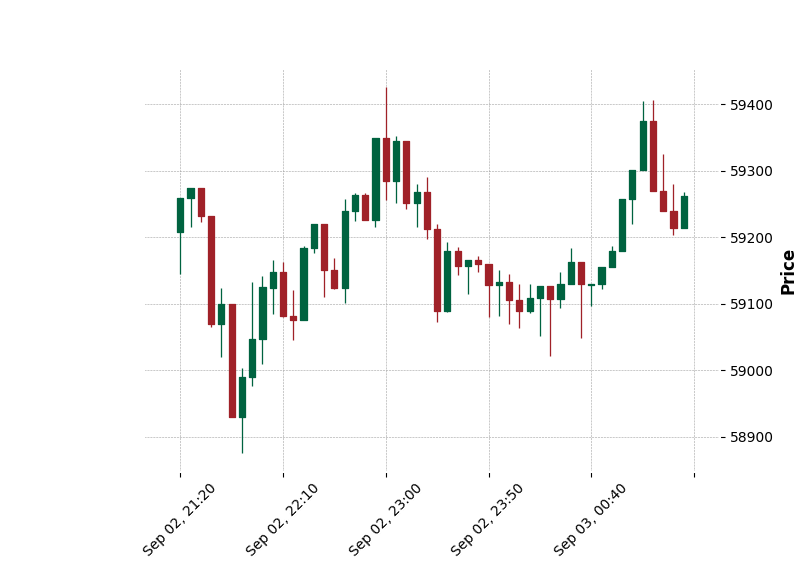 59400
59300
59200
59100
59000
58900
Price
Sep 02, 21:20
Sep 02, 22:10
Sep 02, 23:00
Sep 02, 23:50
Sep 03, 00:40